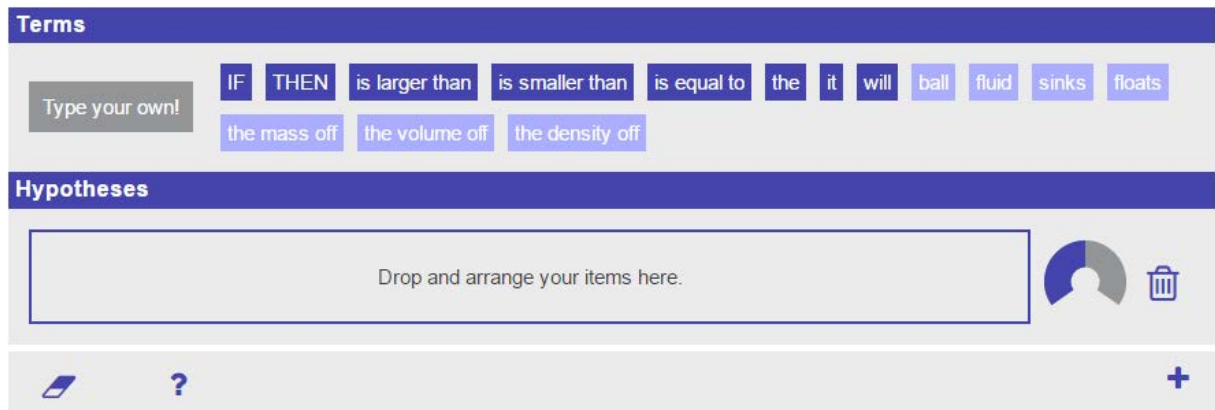 Terms
Type your own! IF THEN is larger than is smaller than is equal to the it will ball fluid sinks floats
the mass off the volume off the density off
Hypotheses
Drop and arrange your items here.
? +